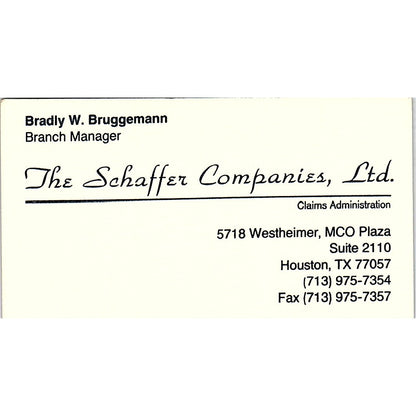 Bradly W. Bruggemann
Branch Manager
The Schaffer Companies, Ltd.
Claims Administration
5718 Westheimer, MCO Plaza
Suite 2110
Houston, TX 77057
(713) 975-7354
Fax (713) 975-7357